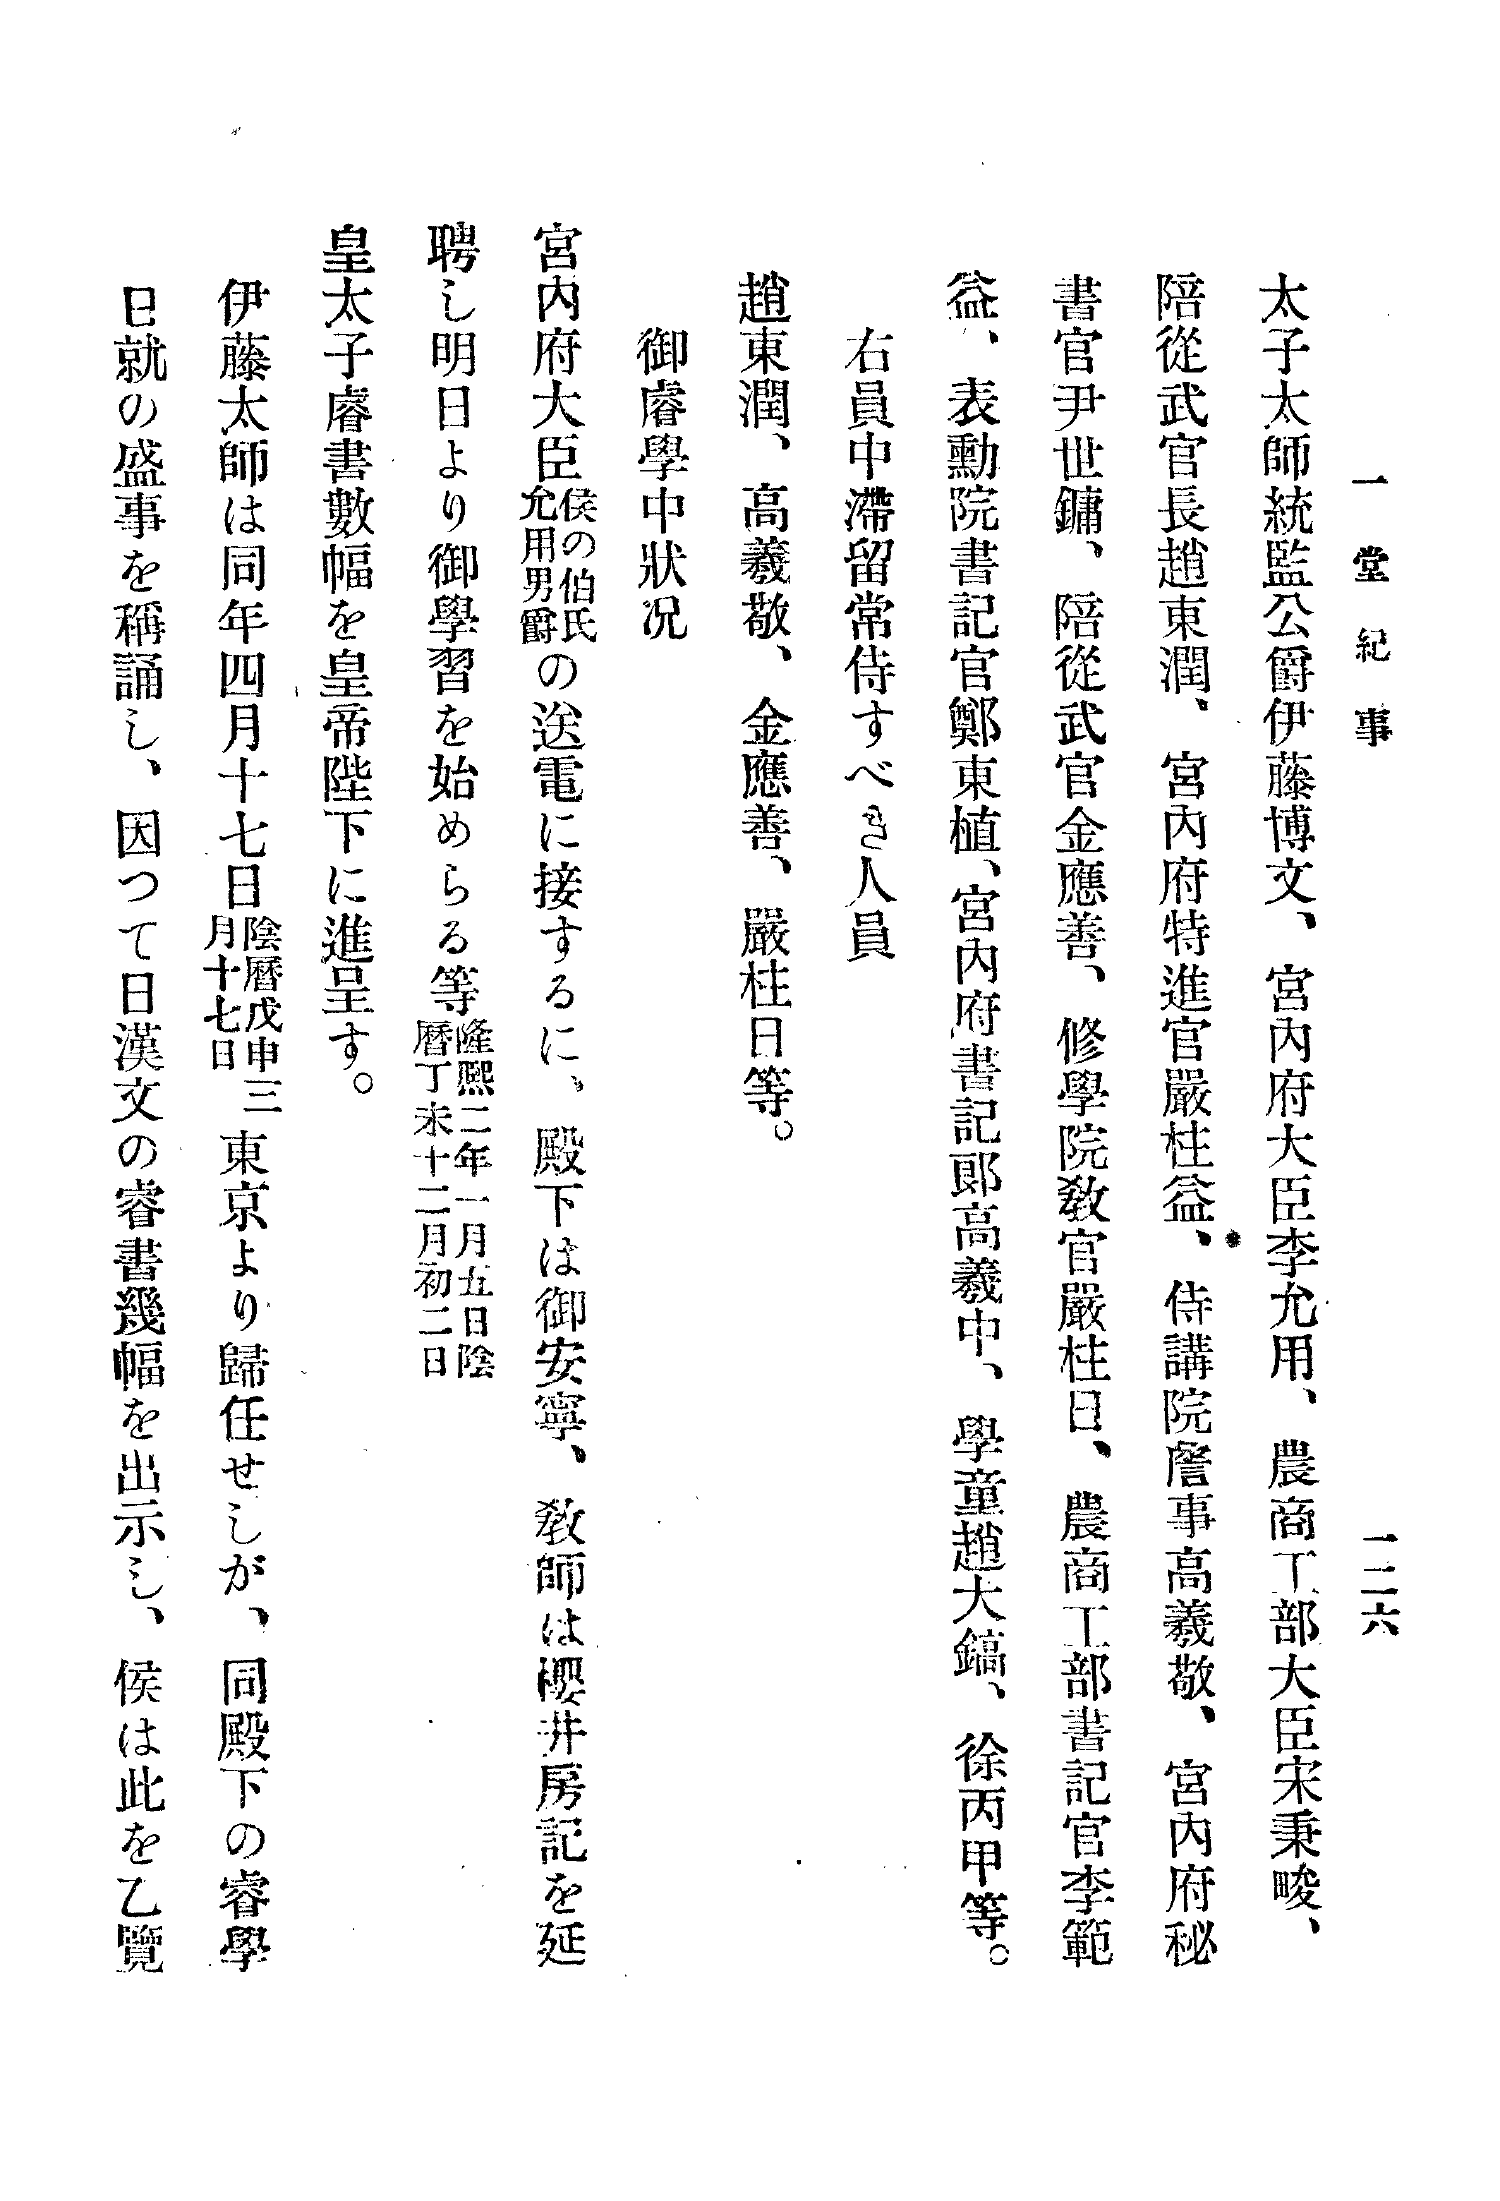 一堂紀事
一二六
太子太師統監公爵伊藤博文、宮內府大臣李允用、農商工部大臣宋秉畯、
陪從武官長趙東潤、宮內府特進官嚴柱益、侍講院詹事高羲敬、宮內府秘
書官尹世鏞、陪從武官金應善、修學院敎官嚴柱日、農商工部書記官李範
益、表勳院書記官鄭東植、宮內府書記郞高羲中、學童趙大鎬、徐丙甲等。
右員中滯留常侍すべき人員
趙東潤、高羲敬、金應善、嚴柱日等。
御睿學中狀况
宮內府大臣侯の伯氏允用男爵の送電に接するに、殿下は御安寧、敎師は櫻井房記を延
聘し明日より御學習を始めらる等隆熙二年一月五日陰曆丁未十二月初二日
皇太子睿書數幅を皇帝陛下に進呈す。
伊藤太師は同年四月十七日陰曆戊申三月十七日東京より歸任せしが、同殿下の睿學
日就の盛事を稱誦し、因つて日漢文の睿書幾幅を出示し、侯は此を乙覽